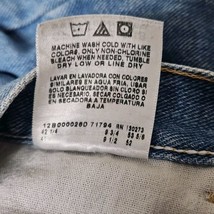 MACHINE WASH COLD WITH LIKE
COLORS. ONLY NON-CHLORINE
BLEACH WHEN NEEDED. TUMBLE
DRY LOW OR LINE DRY
LAVAR EN LAVADORA CON COLORES
SIMILARES EN AGUA FRIA. USAR
BLANQUEADOR SIN CLORO SI ES
NECESARIO. SECAR COLGADO O
EN SECADORA A TEMPERATURA
BAJA
RN 130273